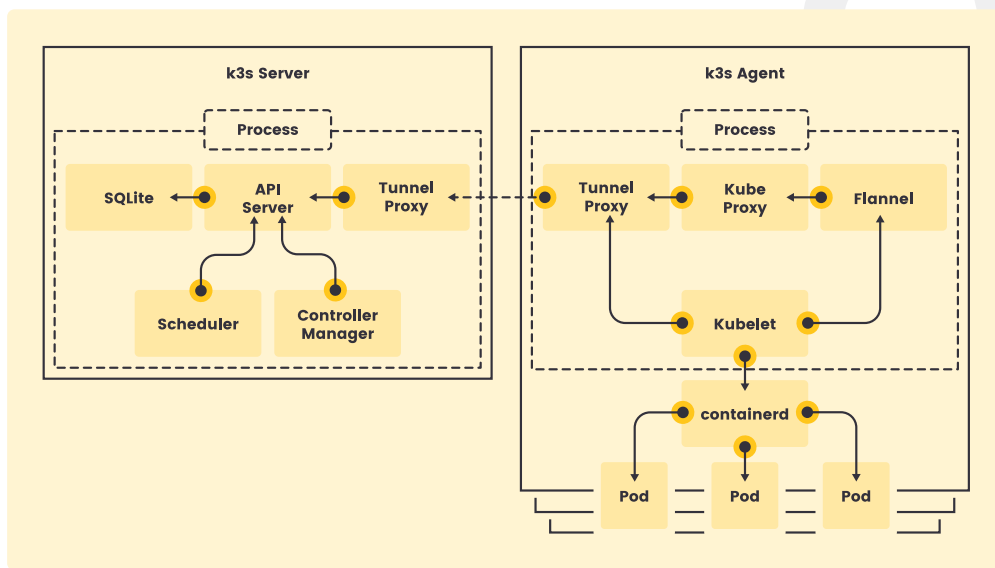 k3s Server
k3s Agent
Process
Process
SQLite
API
Server
Tunnel
Proxy
Tunnel
Proxy
Kube
Proxy
Flannel
Scheduler
Controller
Manager
Kubelet
containerd
Pod
Pod
Pod